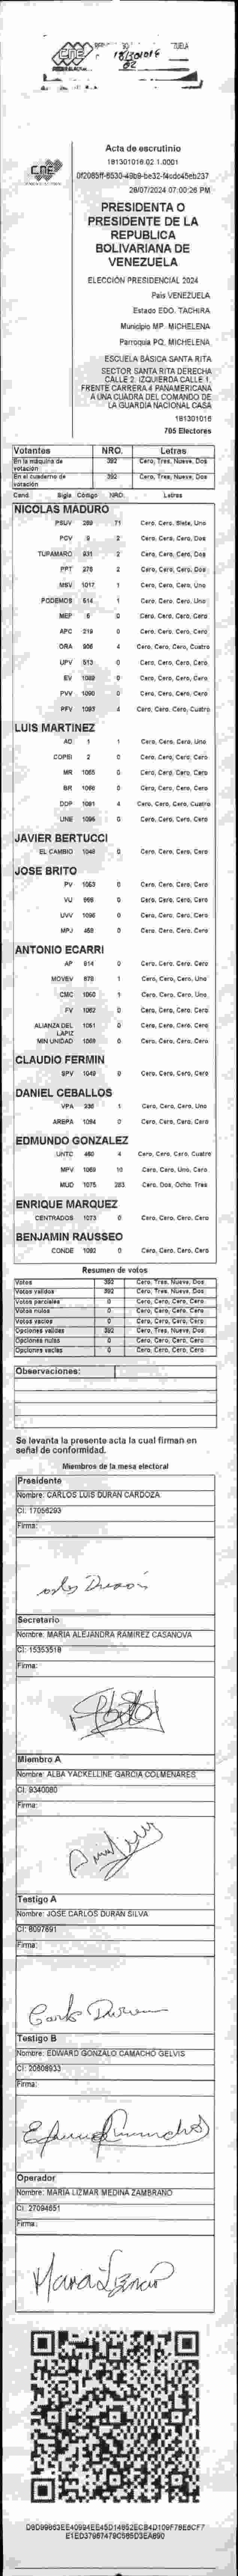 181301016
02
CNE
Acta de escrutinio
181301016.02.1.0001
28/07/2024 07:00:26 PM
PRESIDENTA O
PRESIDENTE DE LA
REPUBLICA
BOLIVARIANA DE
VENEZUELA
ELECCIÓN PRESIDENCIAL 2024
País VENEZUELA
Estado EDO. TACHIRA
Municipio MP. MICHELENA
Parroquia PQ. MICHELENA
ESCUELA BÁSICA SANTA RITA
SECTOR SANTA RITA DERECHA
CALLE 2. IZQUIERDA CALLE 1.
FRENTE CARRERA 4 PANAMERICANA
A UNA CUADRA DEL COMANDO DE
LA GUARDIA NACIONAL CASA
181301016
705 Electores
Votantes NRO. Letras
En la máquina de votación 392 Cero, Tres, Nueve, Dos
En el cuaderno de votación 392 Cero, Tres, Nueve, Dos
Cand. Sigla Código NRO. Letras
NICOLAS MADURO
PSUV 289 71 Cero, Cero, Siete, Uno
PCV 9 2 Cero, Cero, Cero, Dos
TUPAMARO 931 2 Cero, Cero, Cero, Dos
PPT 276 2 Cero, Cero, Cero, Dos
MSV 1017 1 Cero, Cero, Cero, Uno
PODEMOS 514 1 Cero, Cero, Cero, Uno
MEP 6 0 Cero, Cero, Cero, Cero
APC 219 0 Cero, Cero, Cero, Cero
ORA 906 4 Cero, Cero, Cero, Cuatro
UPV 513 0 Cero, Cero, Cero, Cero
EV 1089 0 Cero, Cero, Cero, Cero
PVV 1090 0 Cero, Cero, Cero, Cero
PFV 1093 4 Cero, Cero, Cero, Cuatro
LUIS MARTINEZ
AD 1 1 Cero, Cero, Cero, Uno
COPEI 2 0 Cero, Cero, Cero, Cero
MR 1065 0 Cero, Cero, Cero, Cero
BR 1068 0 Cero, Cero, Cero, Cero
DDP 1091 4 Cero, Cero, Cero, Cuatro
UNE 1096 0 Cero, Cero, Cero, Cero
JAVIER BERTUCCI
EL CAMBIO 1048 0 Cero, Cero, Cero, Cero
JOSE BRITO
PV 1063 0 Cero, Cero, Cero, Cero
VU 666 0 Cero, Cero, Cero, Cero
UVV 1095 0 Cero, Cero, Cero, Cero
MPJ 458 0 Cero, Cero, Cero, Cero
ANTONIO ECARRI
AP 914 0 Cero, Cero, Cero, Cero
MOVEV 879 1 Cero, Cero, Cero, Uno
CMC 1060 1 Cero, Cero, Cero, Uno
FV 1062 0 Cero, Cero, Cero, Cero
ALIANZA DEL LAPIZ 1051 0 Cero, Cero, Cero, Cero
MIN UNIDAD 1069 0 Cero, Cero, Cero, Cero
CLAUDIO FERMIN
SPV 1049 0 Cero, Cero, Cero, Cero
DANIEL CEBALLOS
VPA 336 1 Cero, Cero, Cero, Uno
AREPA 1094 0 Cero, Cero, Cero, Cero
EDMUNDO GONZALEZ
UNTC 480 4 Cero, Cero, Cero, Cuatro
MPV 1069 10 Cero, Cero, Uno, Cero
MUD 1075 283 Cero, Dos, Ocho, Tres
ENRIQUE MARQUEZ
CENTRADOS 1073 0 Cero, Cero, Cero, Cero
BENJAMIN RAUSSEO
CONDE 1092 0 Cero, Cero, Cero, Cero
Resumen de votos
Votos 392 Cero, Tres, Nueve, Dos
Votos válidos 392 Cero, Tres, Nueve, Dos
Votos parciales 0 Cero, Cero, Cero, Cero
Votos nulos 0 Cero, Cero, Cero, Cero
Votos vacíos 0 Cero, Cero, Cero, Cero
Opciones válidas 392 Cero, Tres, Nueve, Dos
Opciones nulas 0 Cero, Cero, Cero, Cero
Opciones vacías 0 Cero, Cero, Cero, Cero
Observaciones:
Se levanta la presente acta la cual firman en
señal de conformidad.
Miembros de la mesa electoral
Presidente
Nombre: CARLOS LUIS DURAN CARDOZA
CI: 17056293
Firma:
Secretario
Nombre: MARIA ALEJANDRA RAMIREZ CASANOVA
CI: 15353518
Firma:
Miembro A
Nombre: ALBA YACKELLINE GARCIA COLMENARES
CI: 9340080
Firma:
Testigo A
Nombre: JOSE CARLOS DURAN SILVA
CI: 8097891
Firma:
Testigo B
Nombre: EDWARD GONZALO CAMACHO GELVIS
CI: 20608933
Firma:
Operador
Nombre: MARIA LIZMAR MEDINA ZAMBRANO
CI: 27094651
Firma: